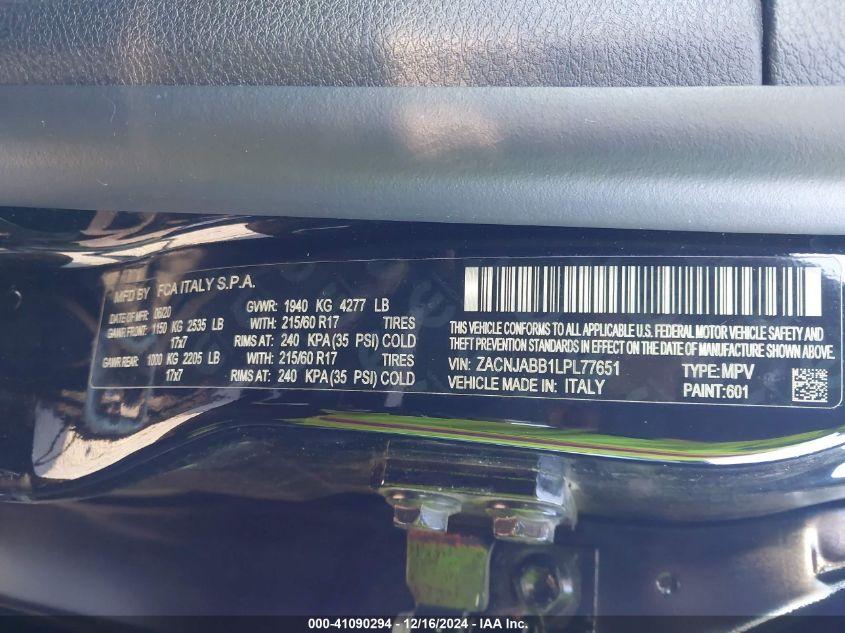 MFD BY FCA ITALY S.P.A.
DATE OF MFR: 06/20 GVWR: 1940 KG 4277 LB
GAWR FRONT: 1150 KG 2535 LB WITH: 215/60 R17 TIRES
17x7 RIMS AT: 240 KPA(35 PSI) COLD
GAWR REAR: 1000 KG 2205 LB WITH: 215/60 R17 TIRES
17x7 RIMS AT: 240 KPA(35 PSI) COLD
THIS VEHICLE CONFORMS TO ALL APPLICABLE U.S. FEDERAL MOTOR VEHICLE SAFETY AND
THEFT PREVENTION STANDARDS IN EFFECT ON THE DATE OF MANUFACTURE SHOWN ABOVE.
VIN: ZACNJABB1LPL77651 TYPE: MPV
VEHICLE MADE IN: ITALY PAINT:601
000-41090294 - 12/16/2024 - IAA Inc.